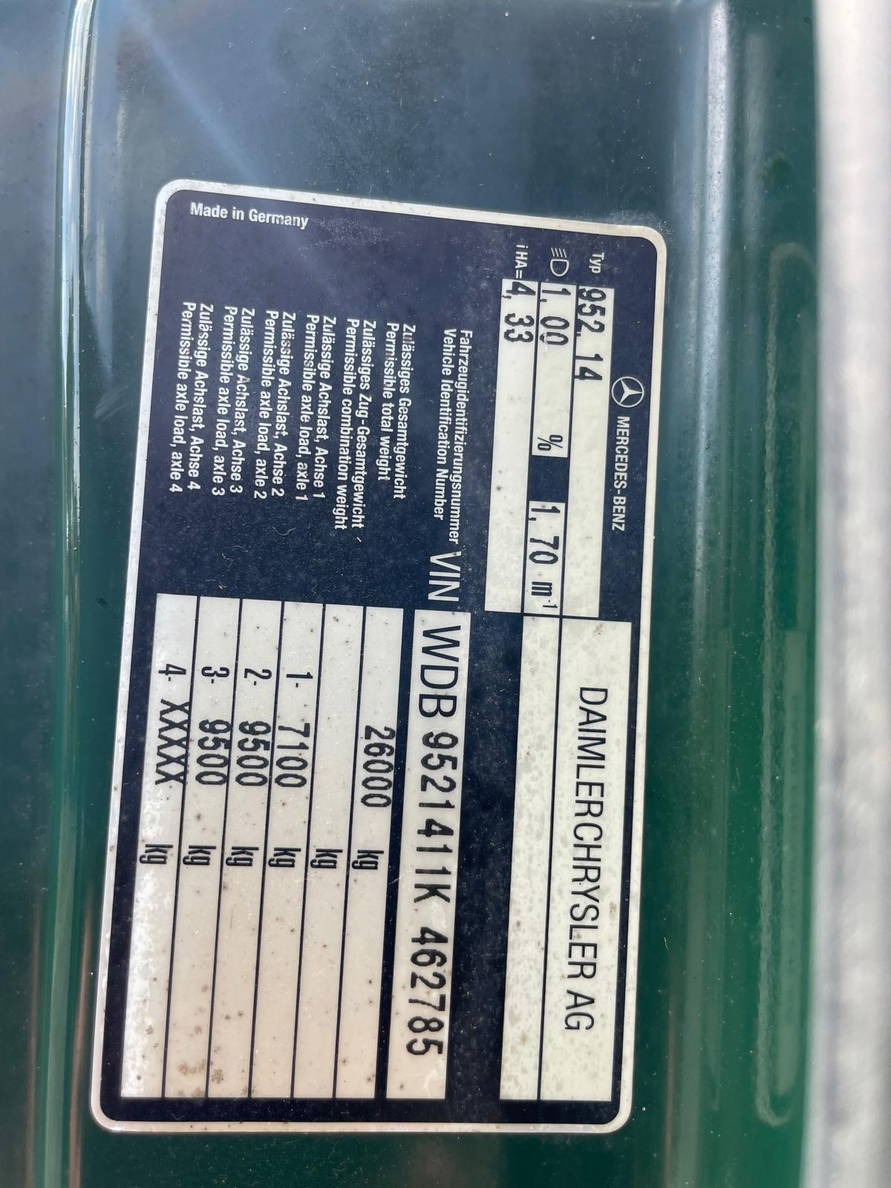 MERCEDES-BENZ
DAIMLERCHRYSLER AG
Typ 952.14
1,00 % 1,70 m-1
iHA= 4,33
Fahrzeugidentifizierungsnummer
Vehicle Identification Number
VIN WDB 9521411K 462785
Zulässiges Gesamtgewicht
Permissible total weight
26000 kg
Zulässiges Zug-Gesamtgewicht
Permissible combination weight
kg
Zulässige Achslast, Achse 1
Permissible axle load, axle 1
1- 7100 kg
Zulässige Achslast, Achse 2
Permissible axle load, axle 2
2- 9500 kg
Zulässige Achslast, Achse 3
Permissible axle load, axle 3
3- 9500 kg
Zulässige Achslast, Achse 4
Permissible axle load, axle 4
4- XXXXX kg
Made in Germany